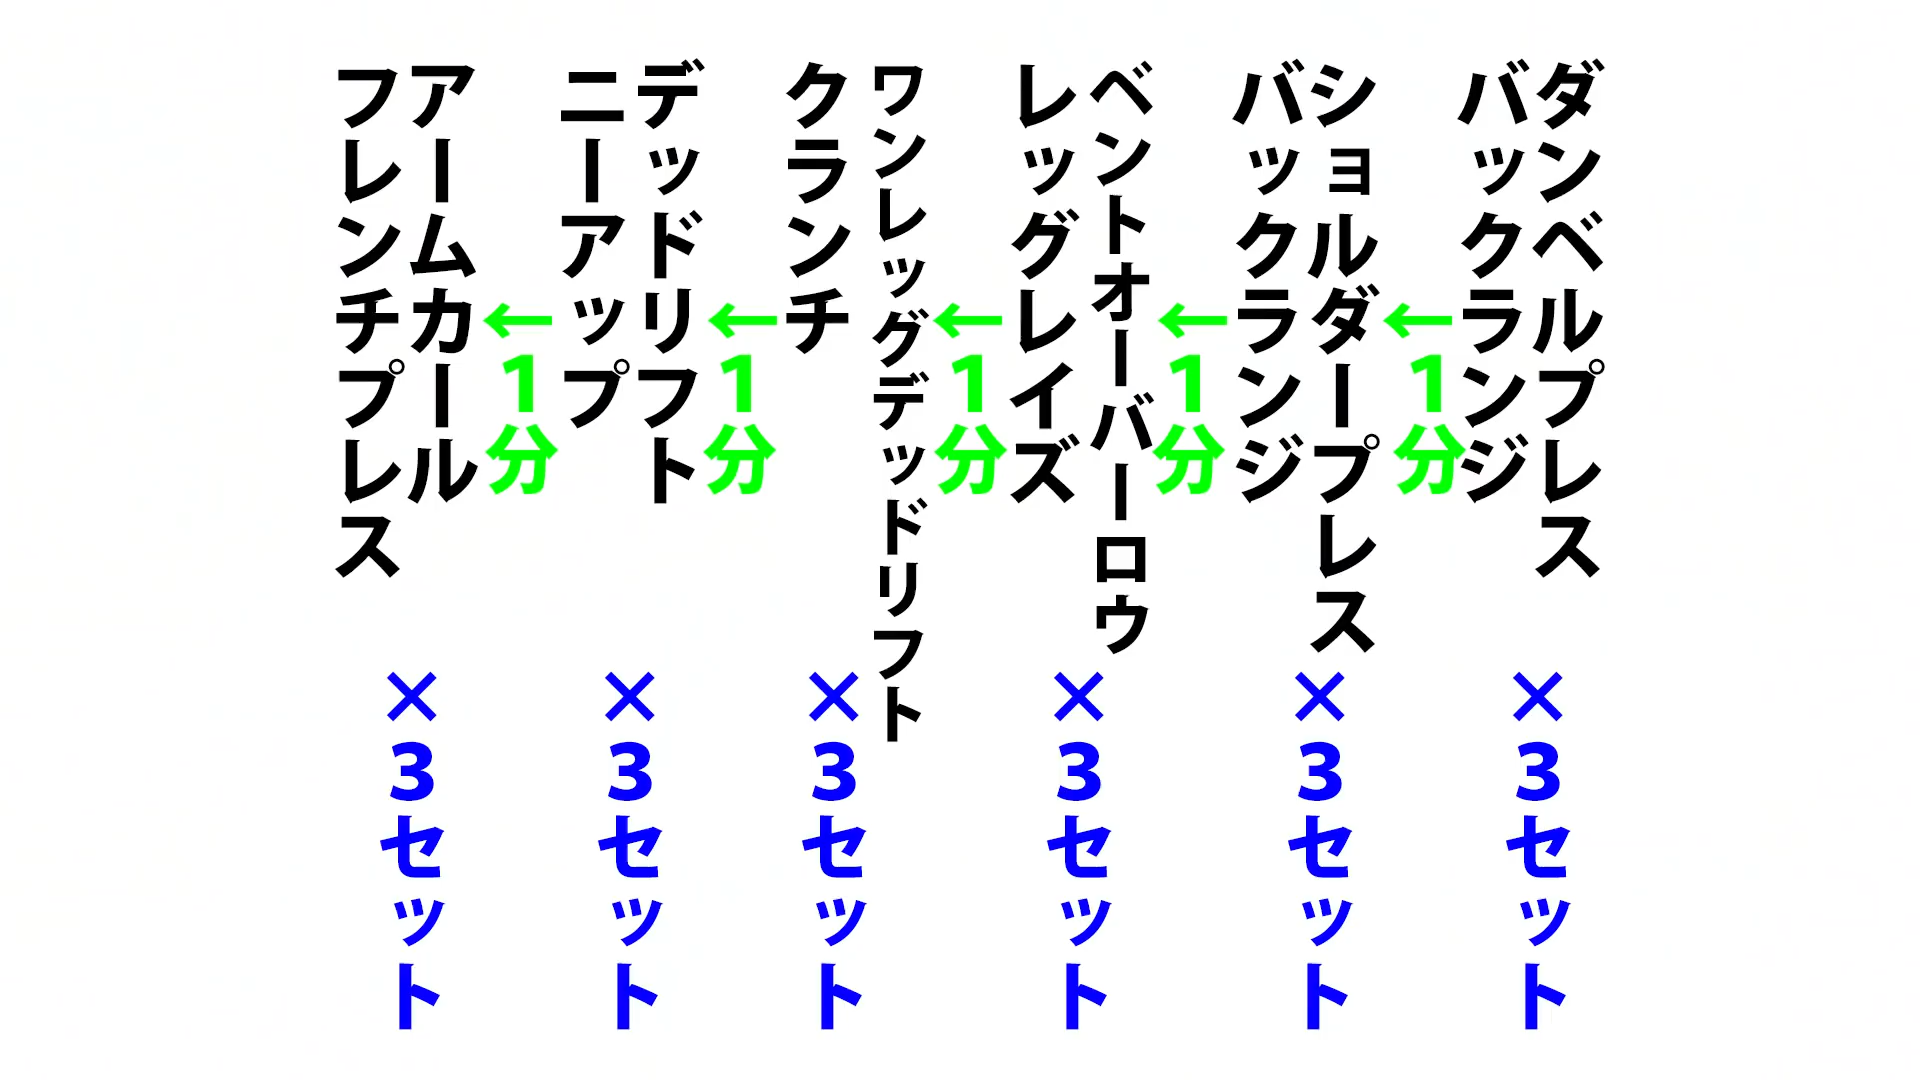 ダンベルプレス
バックランジ
×3セット
←1分
ショルダープレス
バックランジ
×3セット
←1分
ベントオーバーロウ
レッグレイズ
×3セット
←1分
ワンレッグデッドリフト
クランチ
×3セット
←1分
デッドリフト
ニーアップ
×3セット
←1分
アームカール
フレンチプレス
×3セット